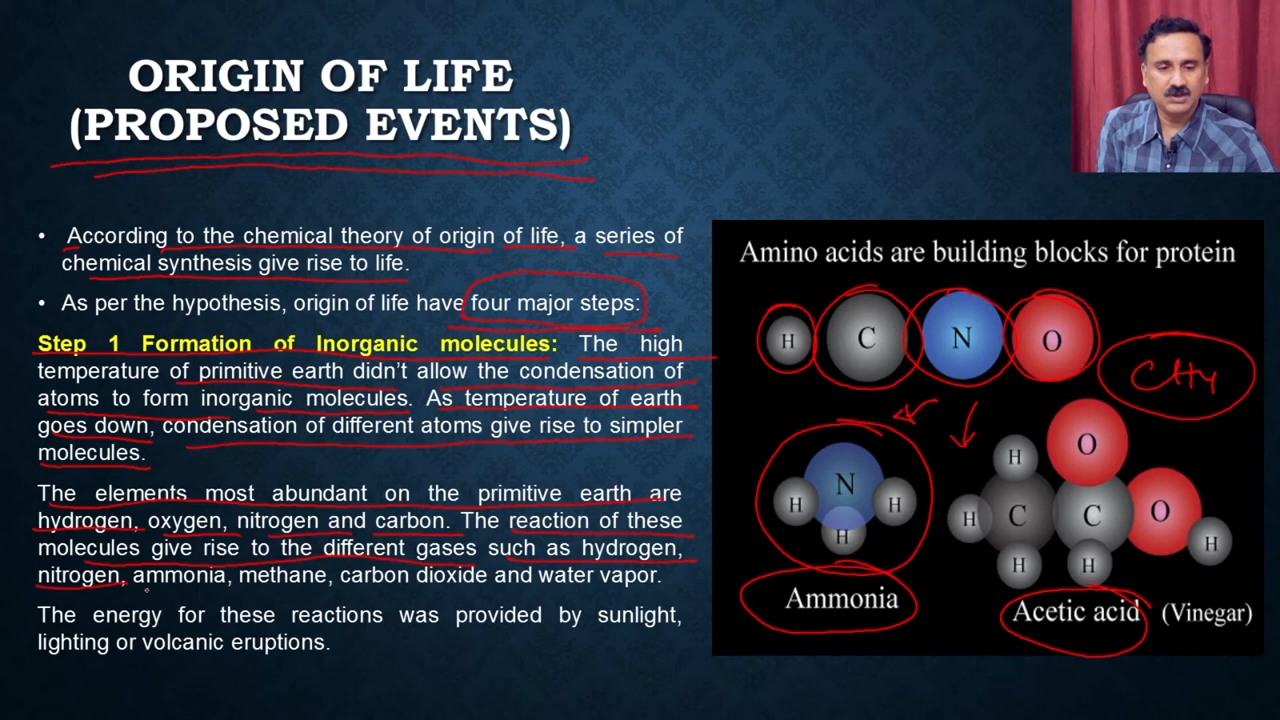 ORIGIN OF LIFE
(PROPOSED EVENTS)
• According to the chemical theory of origin of life, a series of
chemical synthesis give rise to life.
• As per the hypothesis, origin of life have four major steps:
Step 1 Formation of Inorganic molecules: The high
temperature of primitive earth didn't allow the condensation of
atoms to form inorganic molecules. As temperature of earth
goes down, condensation of different atoms give rise to simpler
molecules.
The elements most abundant on the primitive earth are
hydrogen, oxygen, nitrogen and carbon. The reaction of these
molecules give rise to the different gases such as hydrogen,
nitrogen, ammonia, methane, carbon dioxide and water vapor.
The energy for these reactions was provided by sunlight,
lighting or volcanic eruptions.
Amino acids are building blocks for protein
H C N O
CH4
N
H H
H
Ammonia
O
H
H C C O
H
H H
Acetic acid (Vinegar)